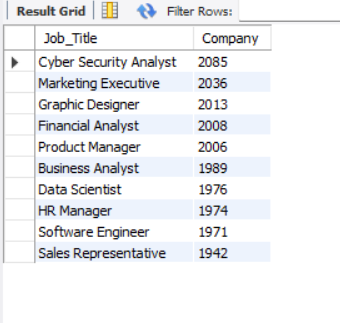 Result Grid Filter Rows:
Job_Title Company
Cyber Security Analyst 2085
Marketing Executive 2036
Graphic Designer 2013
Financial Analyst 2008
Product Manager 2006
Business Analyst 1989
Data Scientist 1976
HR Manager 1974
Software Engineer 1971
Sales Representative 1942